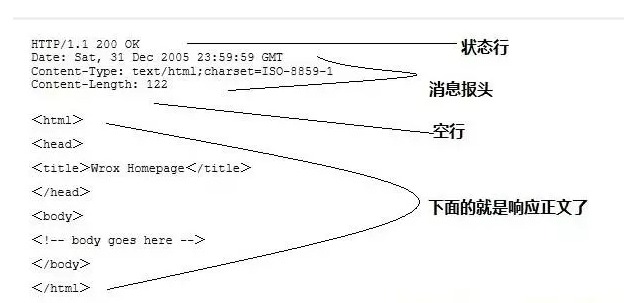 HTTP/1.1 200 OK
状态行
Date: Sat, 31 Dec 2005 23:59:59 GMT
Content-Type: text/html;charset=ISO-8859-1
Content-Length: 122
消息报头
空行
<html>
<head>
<title>Wrox Homepage</title>
</head>
<body>
<!-- body goes here -->
</body>
</html>
下面的就是响应正文了